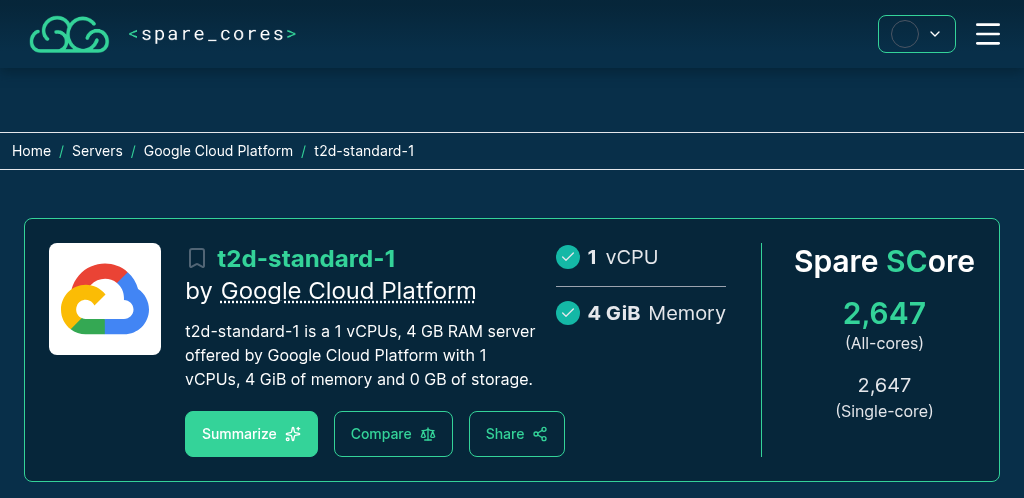 <spare_cores>
Home / Servers / Google Cloud Platform / t2d-standard-1
t2d-standard-1
by Google Cloud Platform
t2d-standard-1 is a 1 vCPUs, 4 GB RAM server
offered by Google Cloud Platform with 1
vCPUs, 4 GiB of memory and 0 GB of storage.
Summarize
Compare
Share
1 vCPU
4 GiB Memory
Spare SCore
2,647
(All-cores)
2,647
(Single-core)